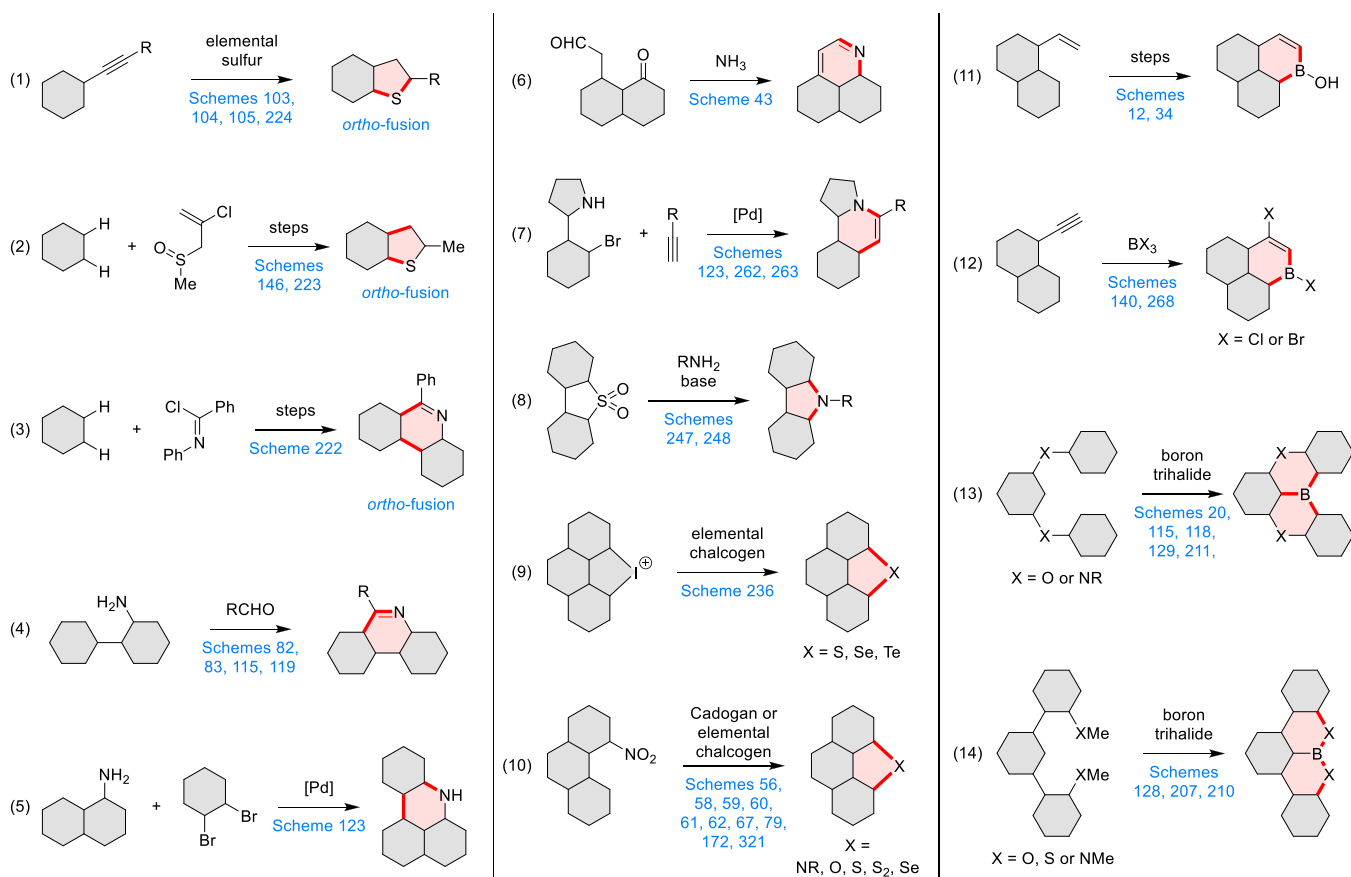 (1)
R
elemental
sulfur
Schemes 103,
104, 105, 224
S
R
ortho-fusion
(2)
H
H
+
Cl
O
S
Me
steps
Schemes
146, 223
S
Me
ortho-fusion
(3)
H
H
+
Cl
Ph
Ph
N
steps
Scheme 222
Ph
N
ortho-fusion
(4)
H2N
RCHO
Schemes 82,
83, 115, 119
R
N
(5)
NH2
+
Br
Br
[Pd]
Scheme 123
NH
(6)
OHC
O
NH3
Scheme 43
N
(7)
NH
Br
+
R
[Pd]
Schemes
123, 262, 263
N
R
(8)
S
O
O
RNH2
base
Schemes
247, 248
N
R
(9)
I+
elemental
chalcogen
Scheme 236
X
X = S, Se, Te
(10)
NO2
Cadogan or
elemental
chalcogen
Schemes 56,
58, 59, 60,
61, 62, 67, 79,
172, 321
X
X =
NR, O, S, S2, Se
(11)
steps
Schemes
12, 34
B
OH
(12)
BX3
Schemes
140, 268
X
B
X
X = Cl or Br
(13)
X
X
X = O or NR
boron
trihalide
Schemes 20,
115, 118,
129, 211,
X
B
X
(14)
XMe
XMe
X = O, S or NMe
boron
trihalide
Schemes
128, 207, 210
X
B
X